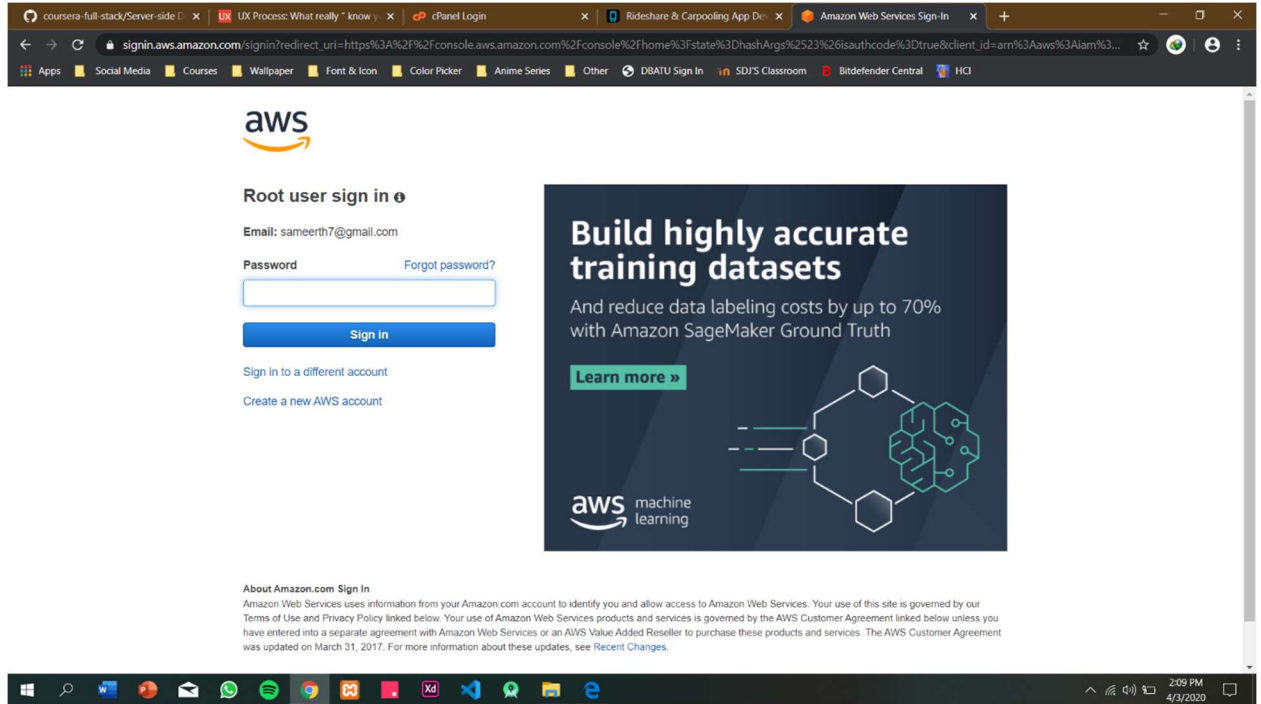 coursera-full-stack/Server-side D
UX Process: What really " know y
cPanel Login
Rideshare & Carpooling App Dev
Amazon Web Services Sign-In
signin.aws.amazon.com/signin?redirect_uri=https%3A%2F%2Fconsole.aws.amazon.com%2Fconsole%2Fhome%3Fstate%3DhashArgs%2523%26isauthcode%3Dtrue&client_id=arn%3Aaws%3Aiam%3...
Apps Social Media Courses Wallpaper Font & Icon Color Picker Anime Series Other DBATU Sign In SDJ'S Classroom Bitdefender Central HCI
aws
Root user sign in
Email: sameerth7@gmail.com
Password Forgot password?
Sign in
Sign in to a different account
Create a new AWS account
Build highly accurate
training datasets
And reduce data labeling costs by up to 70%
with Amazon SageMaker Ground Truth
Learn more »
aws machine
learning
About Amazon.com Sign In
Amazon Web Services uses information from your Amazon.com account to identify you and allow access to Amazon Web Services. Your use of this site is governed by our
Terms of Use and Privacy Policy linked below. Your use of Amazon Web Services products and services is governed by the AWS Customer Agreement linked below unless you
have entered into a separate agreement with Amazon Web Services or an AWS Value Added Reseller to purchase these products and services. The AWS Customer Agreement
was updated on March 31, 2017. For more information about these updates, see Recent Changes.
2:09 PM
4/3/2020